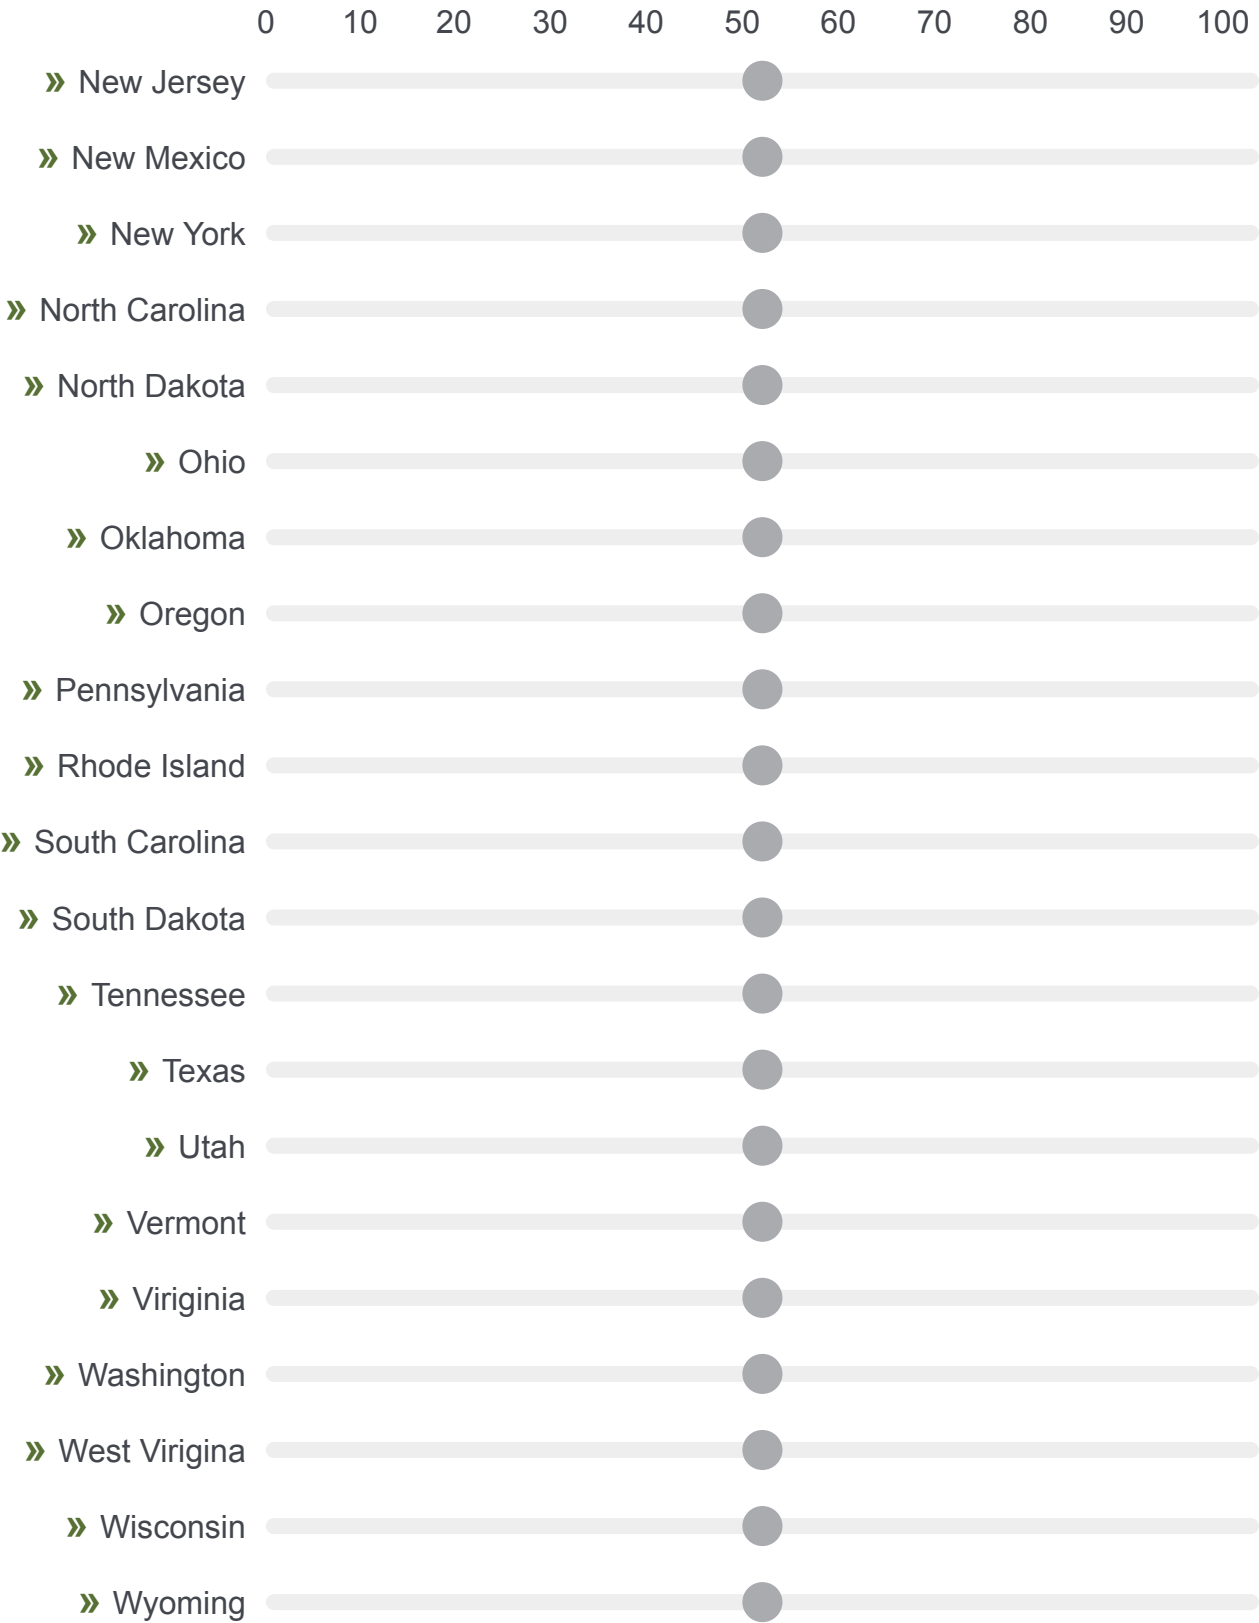 0 10 20 30 40 50 60 70 80 90 100
» New Jersey
» New Mexico
» New York
» North Carolina
» North Dakota
» Ohio
» Oklahoma
» Oregon
» Pennsylvania
» Rhode Island
» South Carolina
» South Dakota
» Tennessee
» Texas
» Utah
» Vermont
» Viriginia
» Washington
» West Virigina
» Wisconsin
» Wyoming